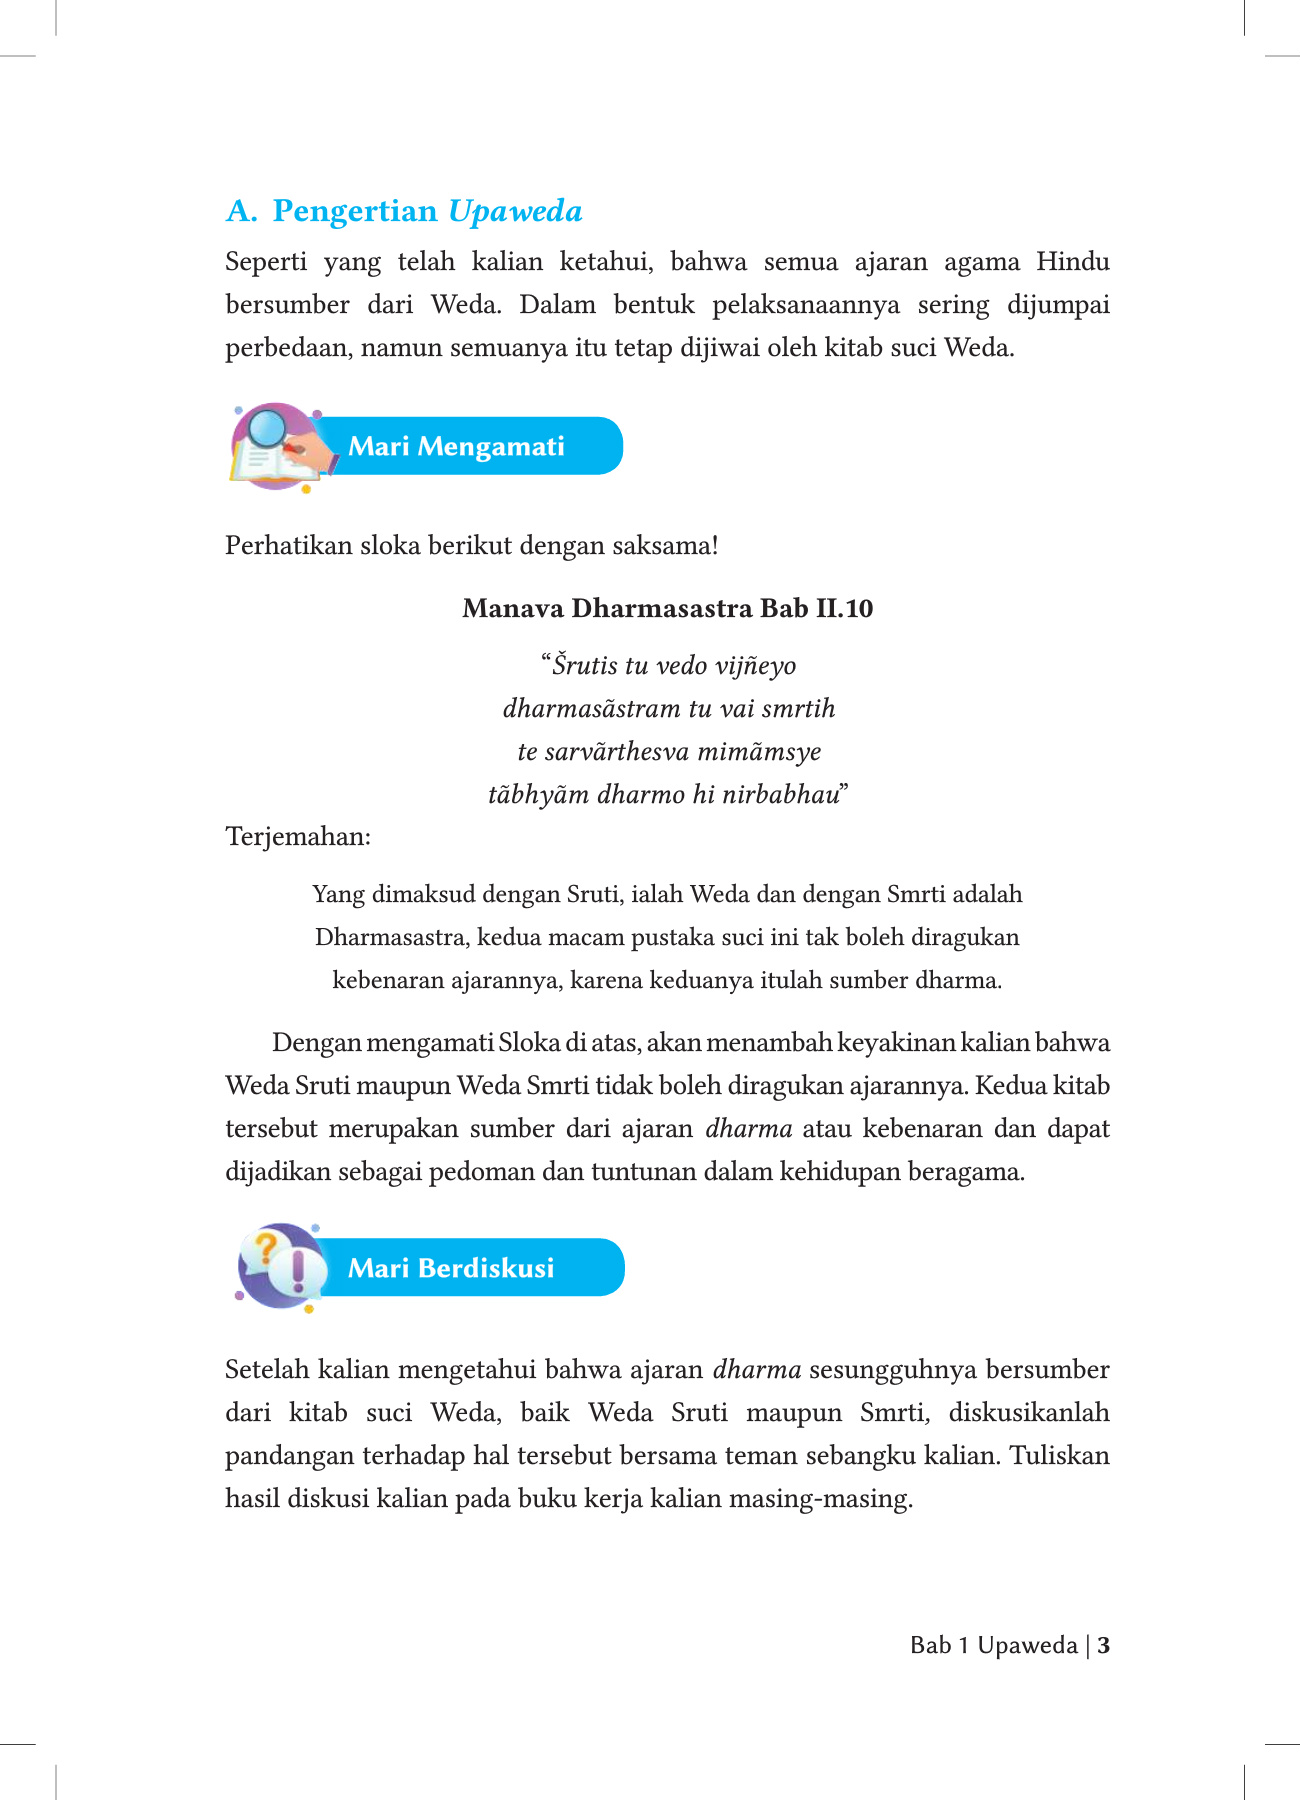 A. Pengertian Upaweda
Seperti yang telah kalian ketahui, bahwa semua ajaran agama Hindu
bersumber dari Weda. Dalam bentuk pelaksanaannya sering dijumpai
perbedaan, namun semuanya itu tetap dijiwai oleh kitab suci Weda.
Mari Mengamati
Perhatikan sloka berikut dengan saksama!
Manava Dharmasastra Bab II.10
“Šrutis tu vedo vijñeyo
dharmasãstram tu vai smrtih
te sarvãrthesva mimãmsye
tãbhyãm dharmo hi nirbabhau”
Terjemahan:
Yang dimaksud dengan Sruti, ialah Weda dan dengan Smrti adalah
Dharmasastra, kedua macam pustaka suci ini tak boleh diragukan
kebenaran ajarannya, karena keduanya itulah sumber dharma.
Dengan mengamati Sloka di atas, akan menambah keyakinan kalian bahwa
Weda Sruti maupun Weda Smrti tidak boleh diragukan ajarannya. Kedua kitab
tersebut merupakan sumber dari ajaran dharma atau kebenaran dan dapat
dijadikan sebagai pedoman dan tuntunan dalam kehidupan beragama.
Mari Berdiskusi
Setelah kalian mengetahui bahwa ajaran dharma sesungguhnya bersumber
dari kitab suci Weda, baik Weda Sruti maupun Smrti, diskusikanlah
pandangan terhadap hal tersebut bersama teman sebangku kalian. Tuliskan
hasil diskusi kalian pada buku kerja kalian masing-masing.
Bab 1 Upaweda | 3